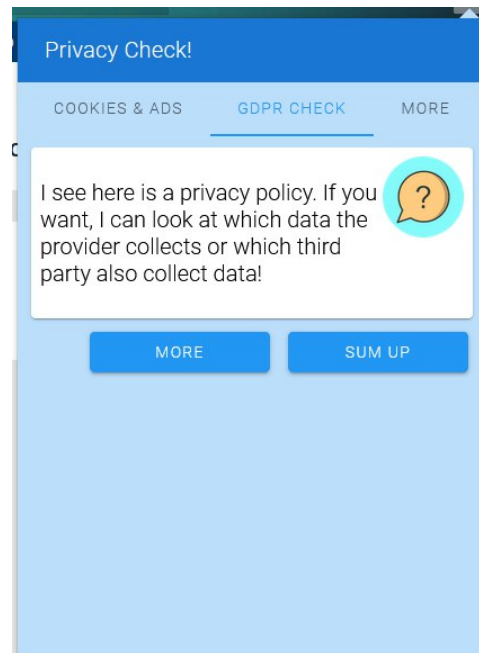 Privacy Check!
COOKIES & ADS GDPR CHECK MORE
I see here is a privacy policy. If you
want, I can look at which data the
provider collects or which third
party also collect data!
?
MORE SUM UP